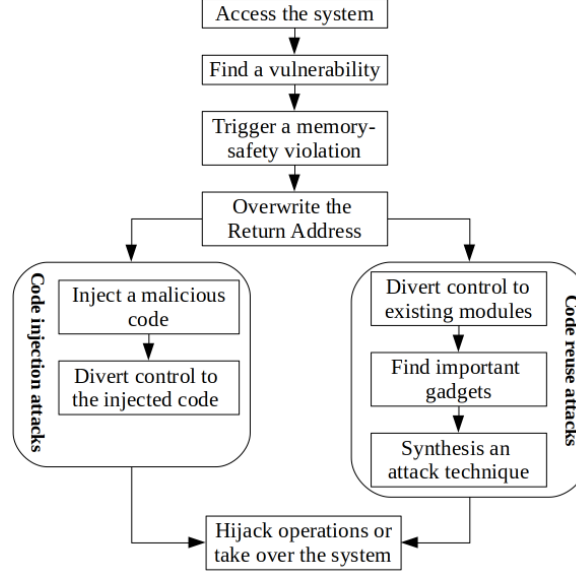 Access the system
Find a vulnerability
Trigger a memory-
safety violation
Overwrite the
Return Address
Code injection attacks
Inject a malicious
code
Divert control to
the injected code
Divert control to
existing modules
Find important
gadgets
Synthesis an
attack technique
Code reuse attacks
Hijack operations or
take over the system